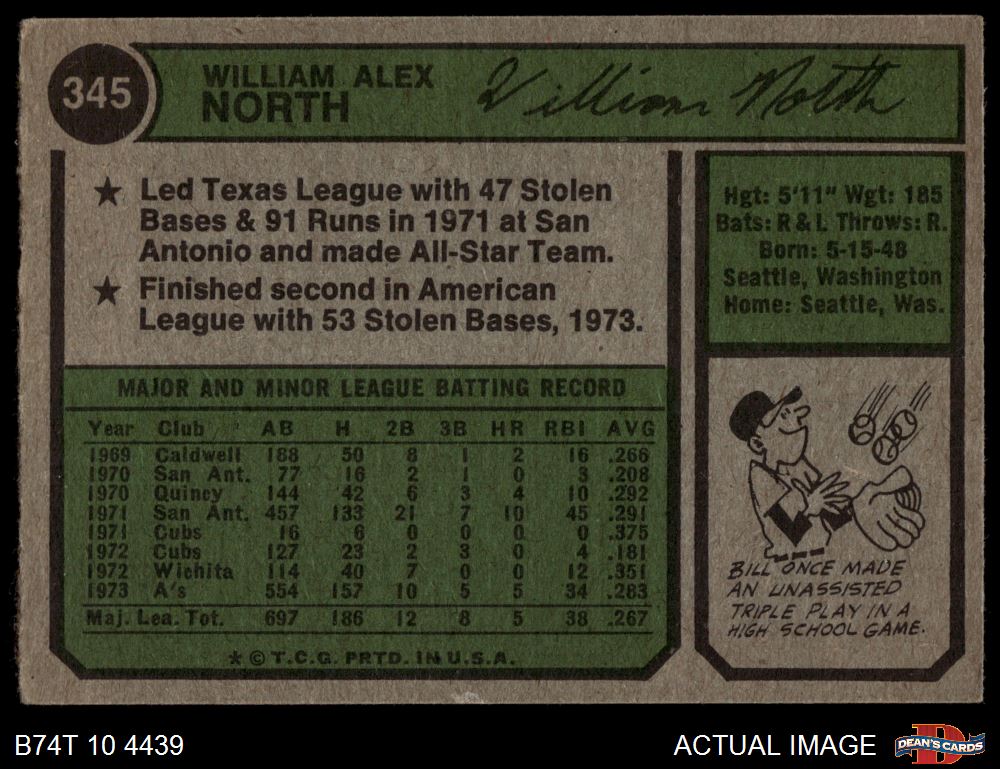 345
WILLIAM ALEX
NORTH
William North
★ Led Texas League with 47 Stolen
Bases & 91 Runs in 1971 at San
Antonio and made All-Star Team.
★ Finished second in American
League with 53 Stolen Bases, 1973.
Hgt: 5'11" Wgt: 185
Bats: R & L Throws: R.
Born: 5-15-48
Seattle, Washington
Home: Seattle, Was.
MAJOR AND MINOR LEAGUE BATTING RECORD
Year Club AB H 2B 3B HR RBI AVG
1969 Caldwell 188 50 8 1 2 16 .266
1970 San Ant. 77 16 2 1 0 3 .208
1970 Quincy 144 42 6 3 4 10 .292
1971 San Ant. 457 133 21 7 10 45 .291
1971 Cubs 16 6 0 0 0 0 .375
1972 Cubs 127 23 2 3 0 4 .181
1972 Wichita 114 40 7 0 0 12 .351
1973 A's 554 157 10 5 5 34 .283
Maj. Lea. Tot. 697 186 12 8 5 38 .267
★ © T.C.G. PRTD. IN U.S.A.
BILL ONCE MADE
AN UNASSISTED
TRIPLE PLAY IN A
HIGH SCHOOL GAME.
B74T 10 4439
ACTUAL IMAGE
D
DEAN'S CARDS